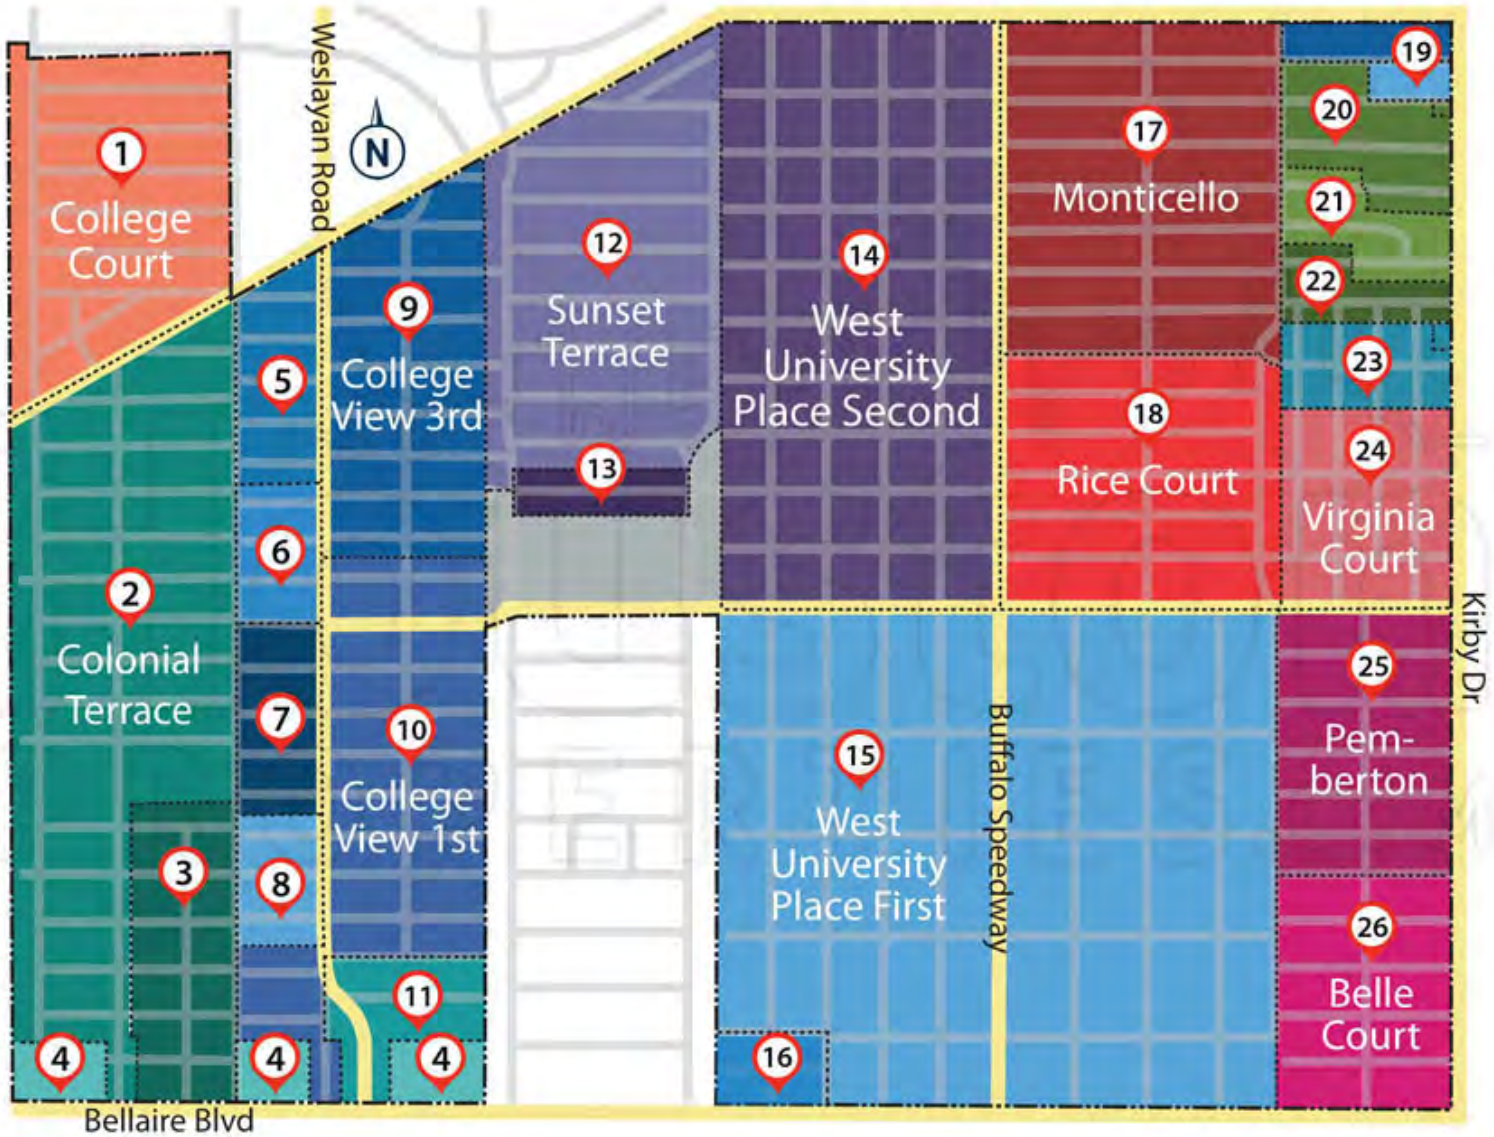 Weslayan Road
N
1
College
Court
2
Colonial
Terrace
3
4
4
4
5
6
7
8
9
College
View 3rd
10
College
View 1st
11
12
Sunset
Terrace
13
14
West
University
Place Second
15
West
University
Place First
16
17
Monticello
18
Rice Court
19
20
21
22
23
24
Virginia
Court
25
Pem-
berton
26
Belle
Court
Buffalo Speedway
Kirby Dr
Bellaire Blvd